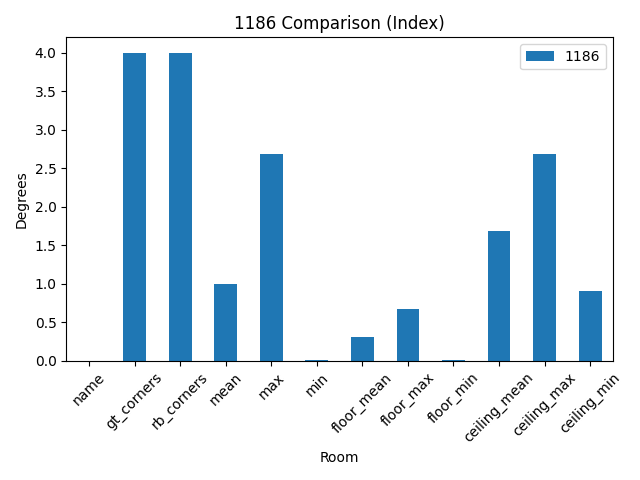 1186 Comparison (Index)
1186
Degrees
4.0
3.5
3.0
2.5
2.0
1.5
1.0
0.5
0.0
name
gt_corners
rb_corners
mean
max
min
floor_mean
floor_max
floor_min
ceiling_mean
ceiling_max
ceiling_min
Room